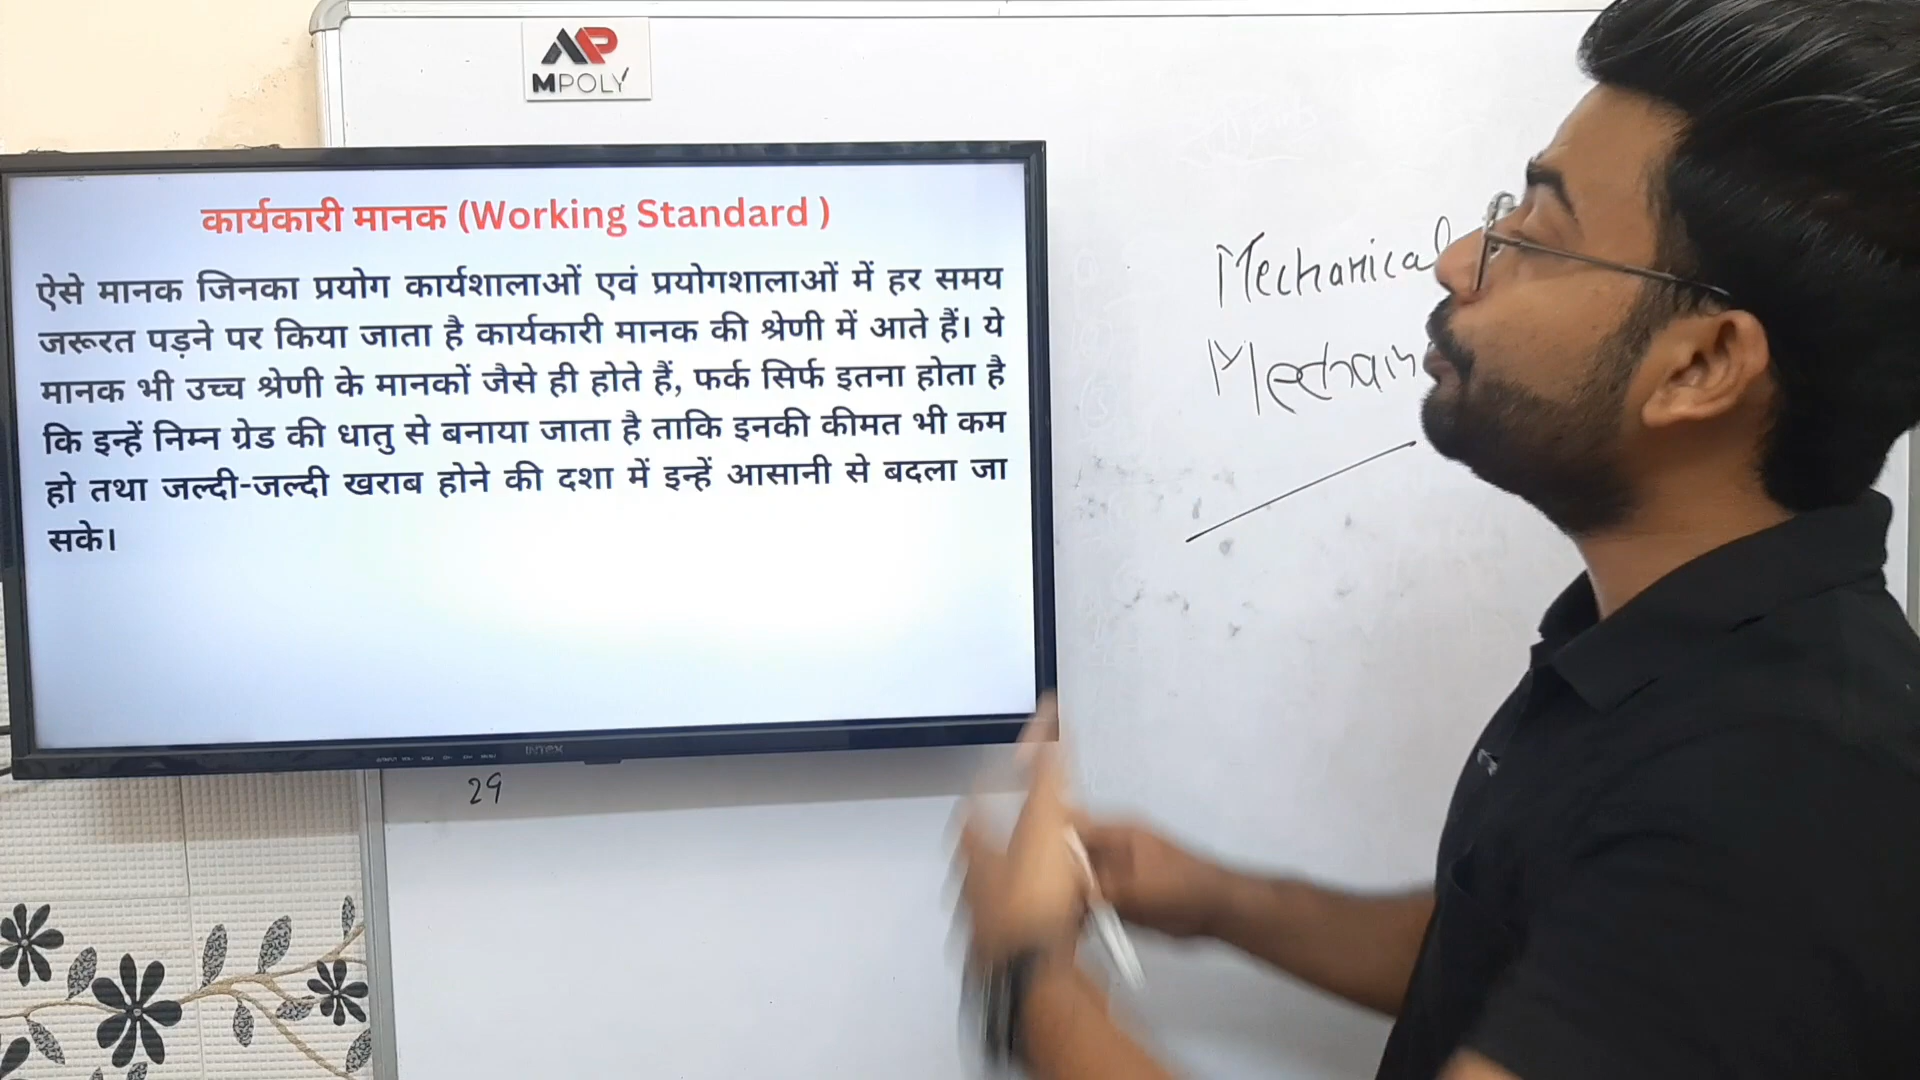 MPOLY
कार्यकारी मानक (Working Standard )
ऐसे मानक जिनका प्रयोग कार्यशालाओं एवं प्रयोगशालाओं में हर समय
जरूरत पड़ने पर किया जाता है कार्यकारी मानक की श्रेणी में आते हैं। ये
मानक भी उच्च श्रेणी के मानकों जैसे ही होते हैं, फर्क सिर्फ इतना होता है
कि इन्हें निम्न ग्रेड की धातु से बनाया जाता है ताकि इनकी कीमत भी कम
हो तथा जल्दी-जल्दी खराब होने की दशा में इन्हें आसानी से बदला जा
सके।
INTEX
29
Mechanical